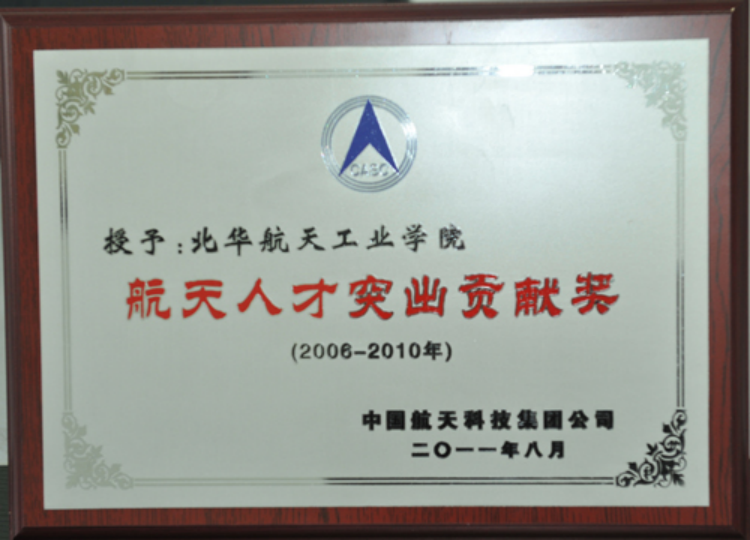 CASC
授予：北华航天工业学院
航天人才突出贡献奖
(2006-2010年)
中国航天科技集团公司
二〇一一年八月